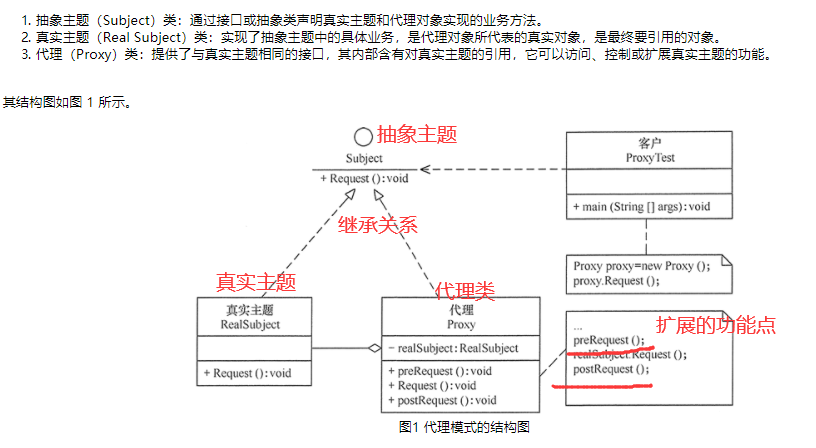 1. 抽象主题（Subject）类：通过接口或抽象类声明真实主题和代理对象实现的业务方法。
2. 真实主题（Real Subject）类：实现了抽象主题中的具体业务，是代理对象所代表的真实对象，是最终要引用的对象。
3. 代理（Proxy）类：提供了与真实主题相同的接口，其内部含有对真实主题的引用，它可以访问、控制或扩展真实主题的功能。
其结构图如图 1 所示。
抽象主题
Subject
+ Request ():void
客户
ProxyTest
+ main (String [] args):void
继承关系
Proxy proxy=new Proxy ();
proxy.Request ();
真实主题
真实主题
RealSubject
+ Request ():void
代理类
代理
Proxy
- realSubject:RealSubject
+ preRequest ():void
+ Request ():void
+ postRequest ():void
扩展的功能点
...
preRequest ();
realSubject.Request ();
postRequest ();
图1 代理模式的结构图